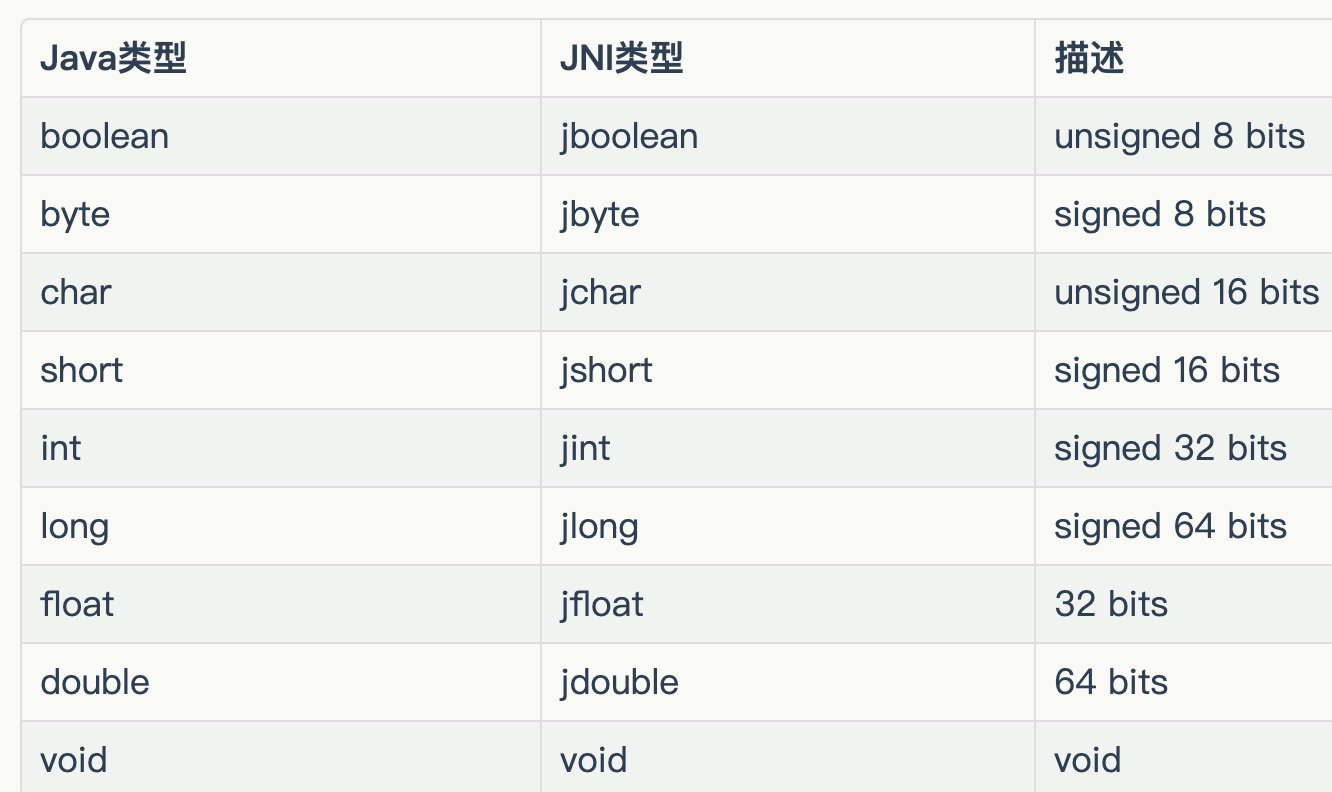 Java类型 JNI类型 描述
boolean jboolean unsigned 8 bits
byte jbyte signed 8 bits
char jchar unsigned 16 bits
short jshort signed 16 bits
int jint signed 32 bits
long jlong signed 64 bits
float jfloat 32 bits
double jdouble 64 bits
void void void